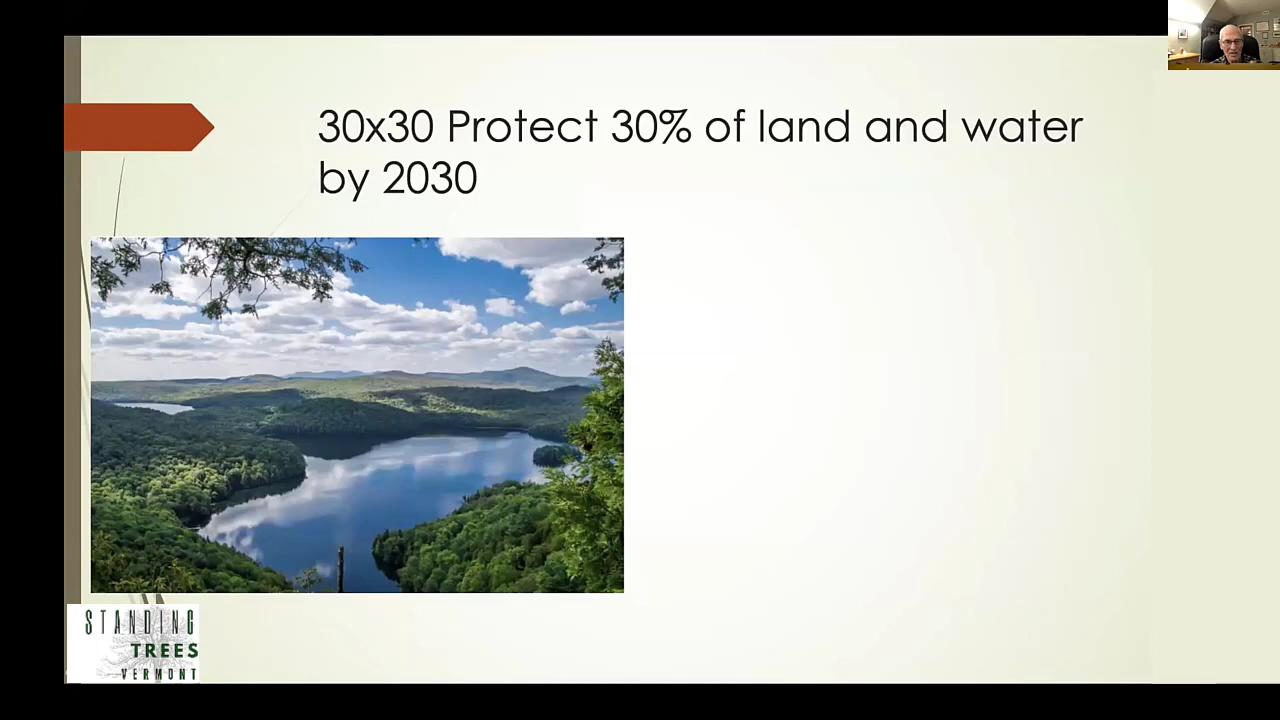 30x30 Protect 30% of land and water
by 2030
STANDING
TREES
VERMONT